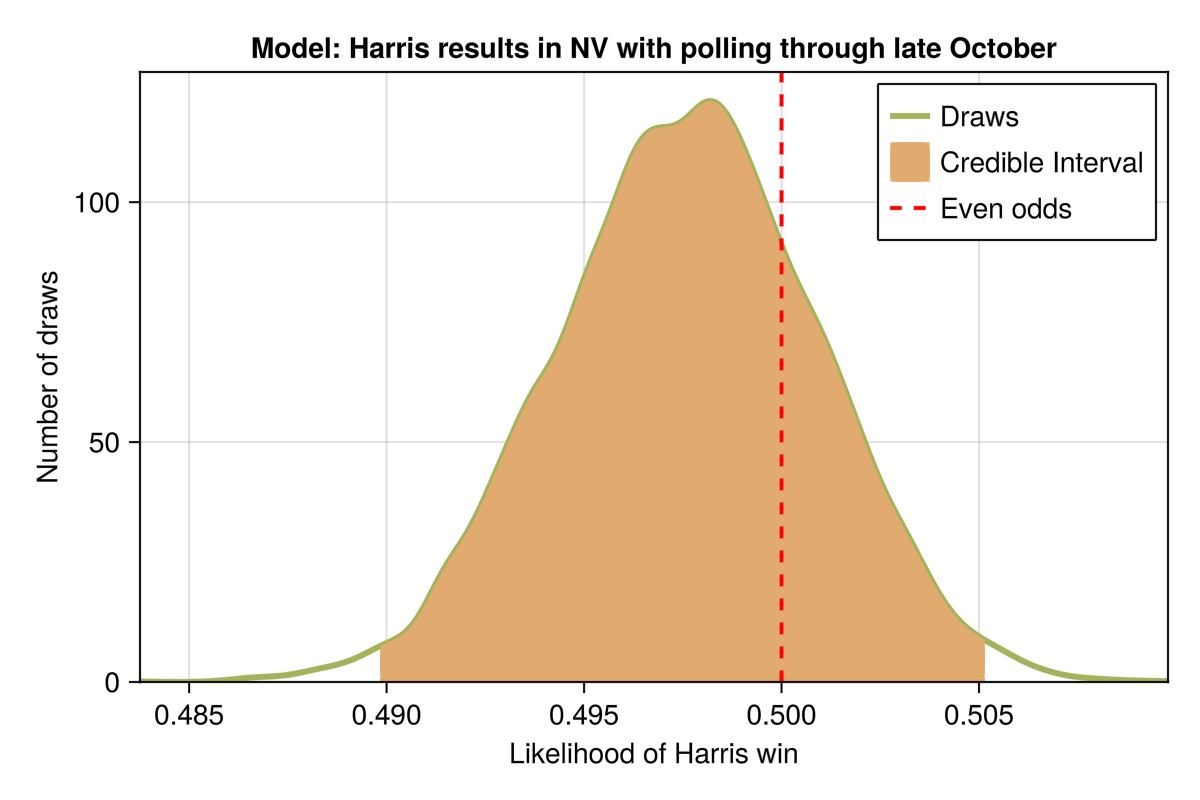 Model: Harris results in NV with polling through late October
Draws
Credible Interval
Even odds
Number of draws
100
50
0
0.485 0.490 0.495 0.500 0.505
Likelihood of Harris win